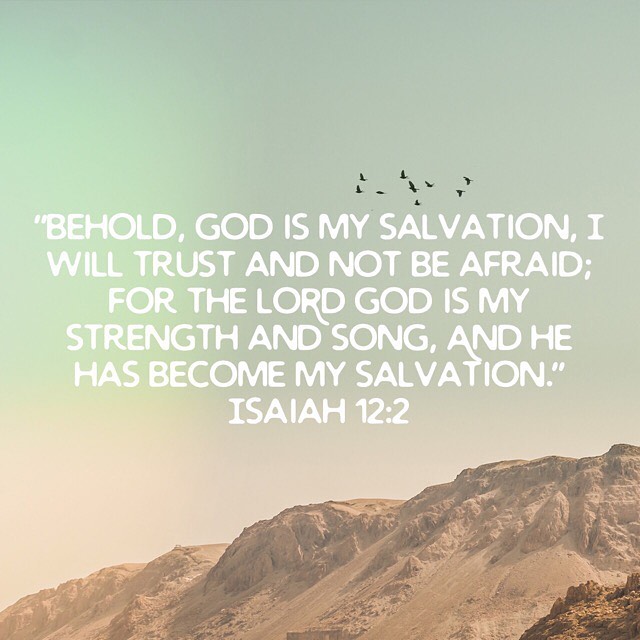 “BEHOLD, GOD IS MY SALVATION, I
WILL TRUST AND NOT BE AFRAID;
FOR THE LORD GOD IS MY
STRENGTH AND SONG, AND HE
HAS BECOME MY SALVATION.”
ISAIAH 12:2